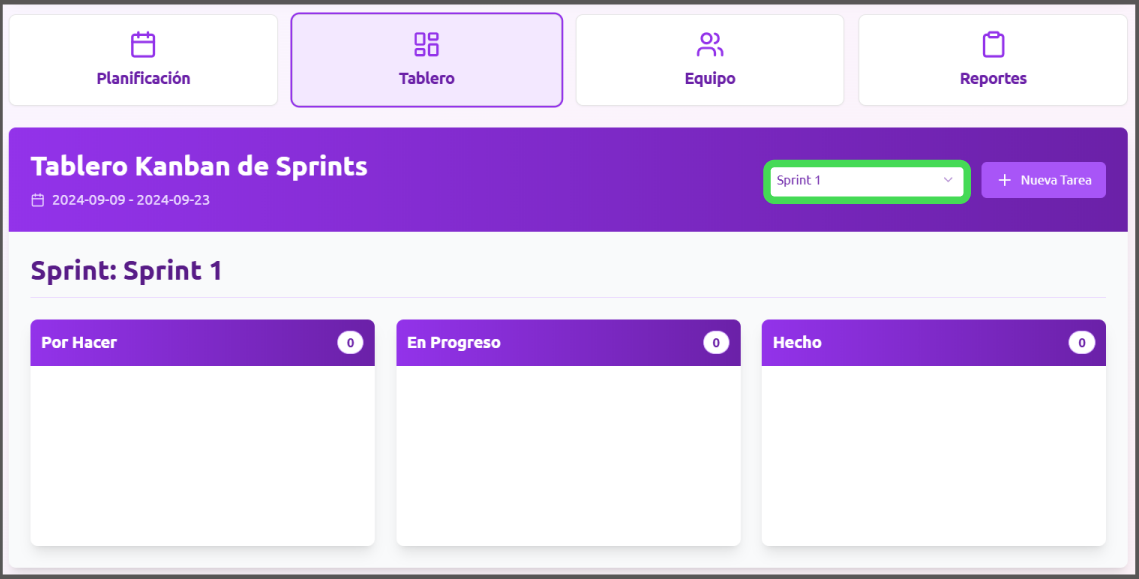 Planificación
Tablero
Equipo
Reportes
Tablero Kanban de Sprints
2024-09-09 - 2024-09-23
Sprint 1
Nueva Tarea
Sprint: Sprint 1
Por Hacer 0
En Progreso 0
Hecho 0